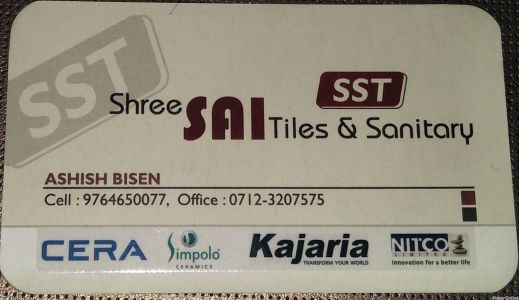 SST
SST
Shree SAI Tiles & Sanitary
ASHISH BISEN
Cell : 9764650077, Office : 0712-3207575
CERA Simpolo CERAMICS Kajaria TRANSFORM YOUR WORLD NITCO LIMITED Innovation for a better life